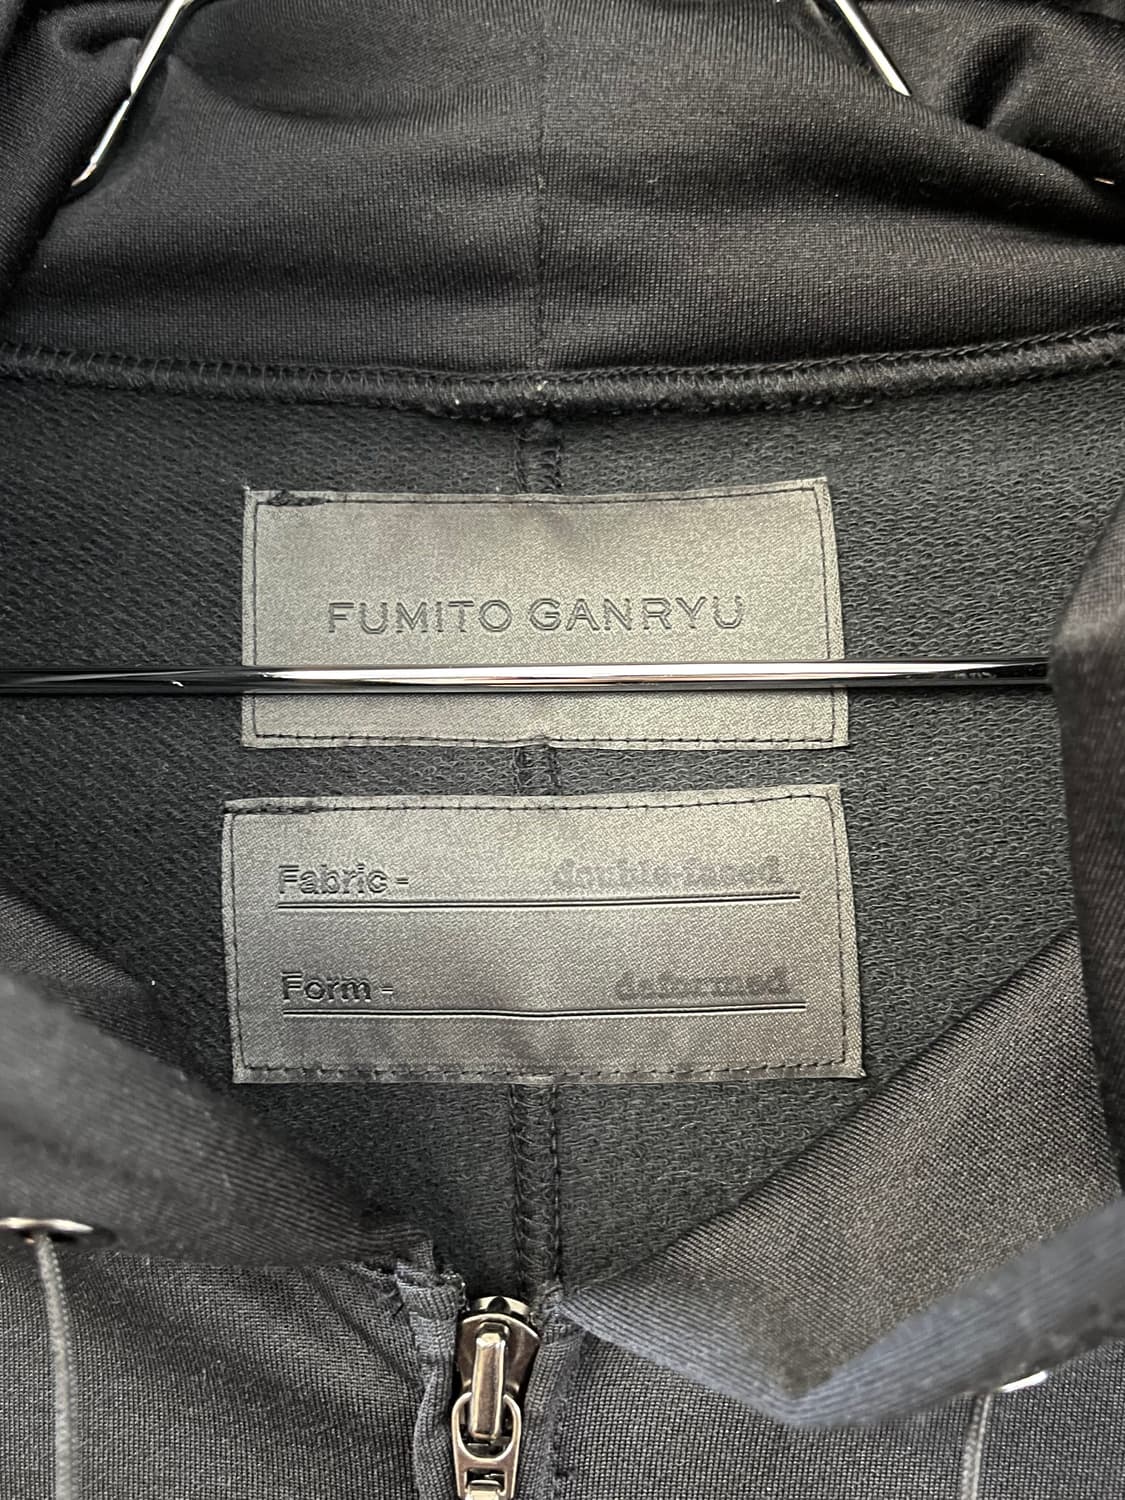 FUMITO GANRYU
Fabric - double-faced
Form - deformed